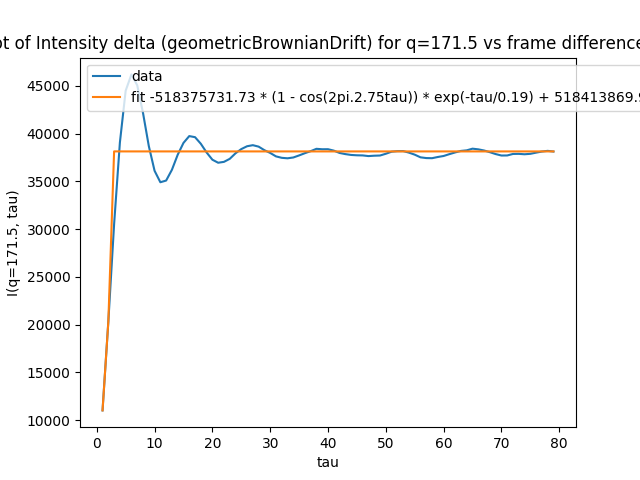 ot of Intensity delta (geometricBrownianDrift) for q=171.5 vs frame difference
data
fit -518375731.73 * (1 - cos(2pi.2.75tau)) * exp(-tau/0.19) + 518413869.9
I(q=171.5, tau)
45000
40000
35000
30000
25000
20000
15000
10000
0 10 20 30 40 50 60 70 80
tau